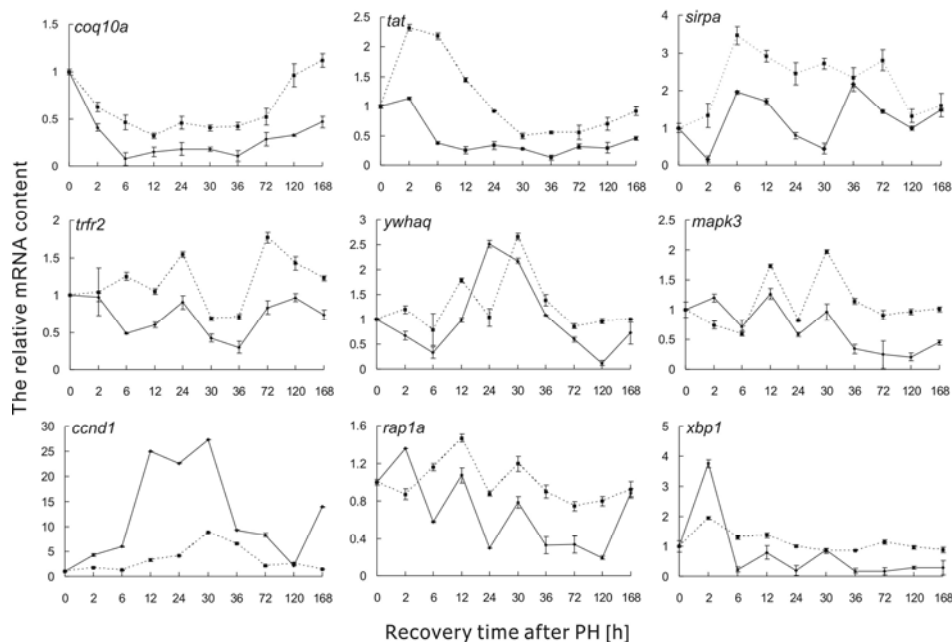 coq10a
1.5
1
0.5
0
0 2 6 12 24 30 36 72 120 168
tat
2.5
2
1.5
1
0.5
0
0 2 6 12 24 30 36 72 120 168
sirpa
4
3
2
1
0
0 2 6 12 24 30 36 72 120 168
trfr2
2
1.5
1
0.5
0
0 2 6 12 24 30 36 72 120 168
ywhaq
3
2.5
2
1.5
1
0.5
0
0 2 6 12 24 30 36 72 120 168
mapk3
3
2.5
2
1.5
1
0.5
0
0 2 6 12 24 30 36 72 120 168
ccnd1
30
25
20
15
10
5
0
0 2 6 12 24 30 36 72 120 168
rap1a
1.6
1.2
0.8
0.4
0
0 2 6 12 24 30 36 72 120 168
xbp1
5
4
3
2
1
0
0 2 6 12 24 30 36 72 120 168
The relative mRNA content
Recovery time after PH [h]